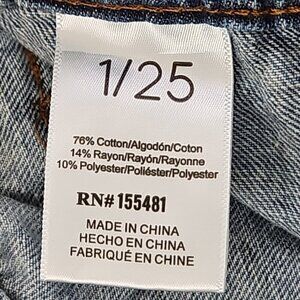 1/25
76% Cotton/Algodón/Coton
14% Rayon/Rayón/Rayonne
10% Polyester/Poliéster/Polyester
RN# 155481
MADE IN CHINA
HECHO EN CHINA
FABRIQUÉ EN CHINE